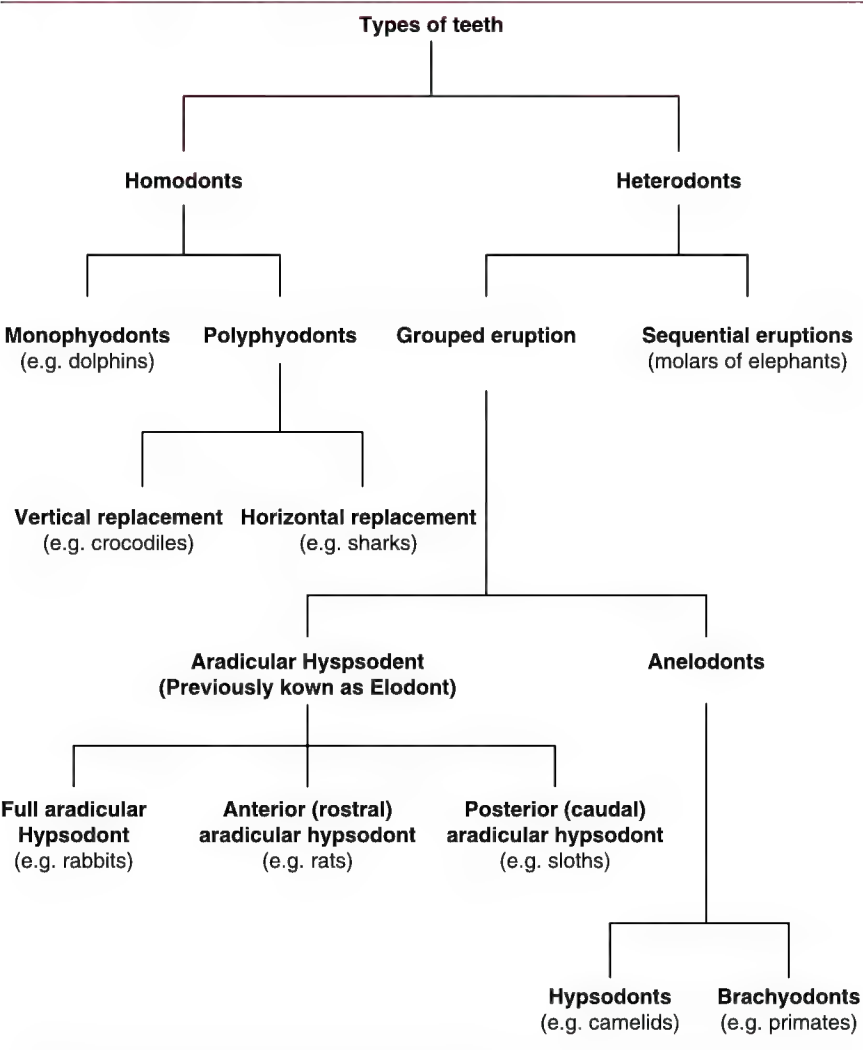 Types of teeth
Homodonts
Heterodonts
Monophyodonts
(e.g. dolphins)
Polyphyodonts
Grouped eruption
Sequential eruptions
(molars of elephants)
Vertical replacement
(e.g. crocodiles)
Horizontal replacement
(e.g. sharks)
Aradicular Hyspsodent
(Previously kown as Elodont)
Anelodonts
Full aradicular
Hypsodont
(e.g. rabbits)
Anterior (rostral)
aradicular hypsodont
(e.g. rats)
Posterior (caudal)
aradicular hypsodont
(e.g. sloths)
Hypsodonts
(e.g. camelids)
Brachyodonts
(e.g. primates)